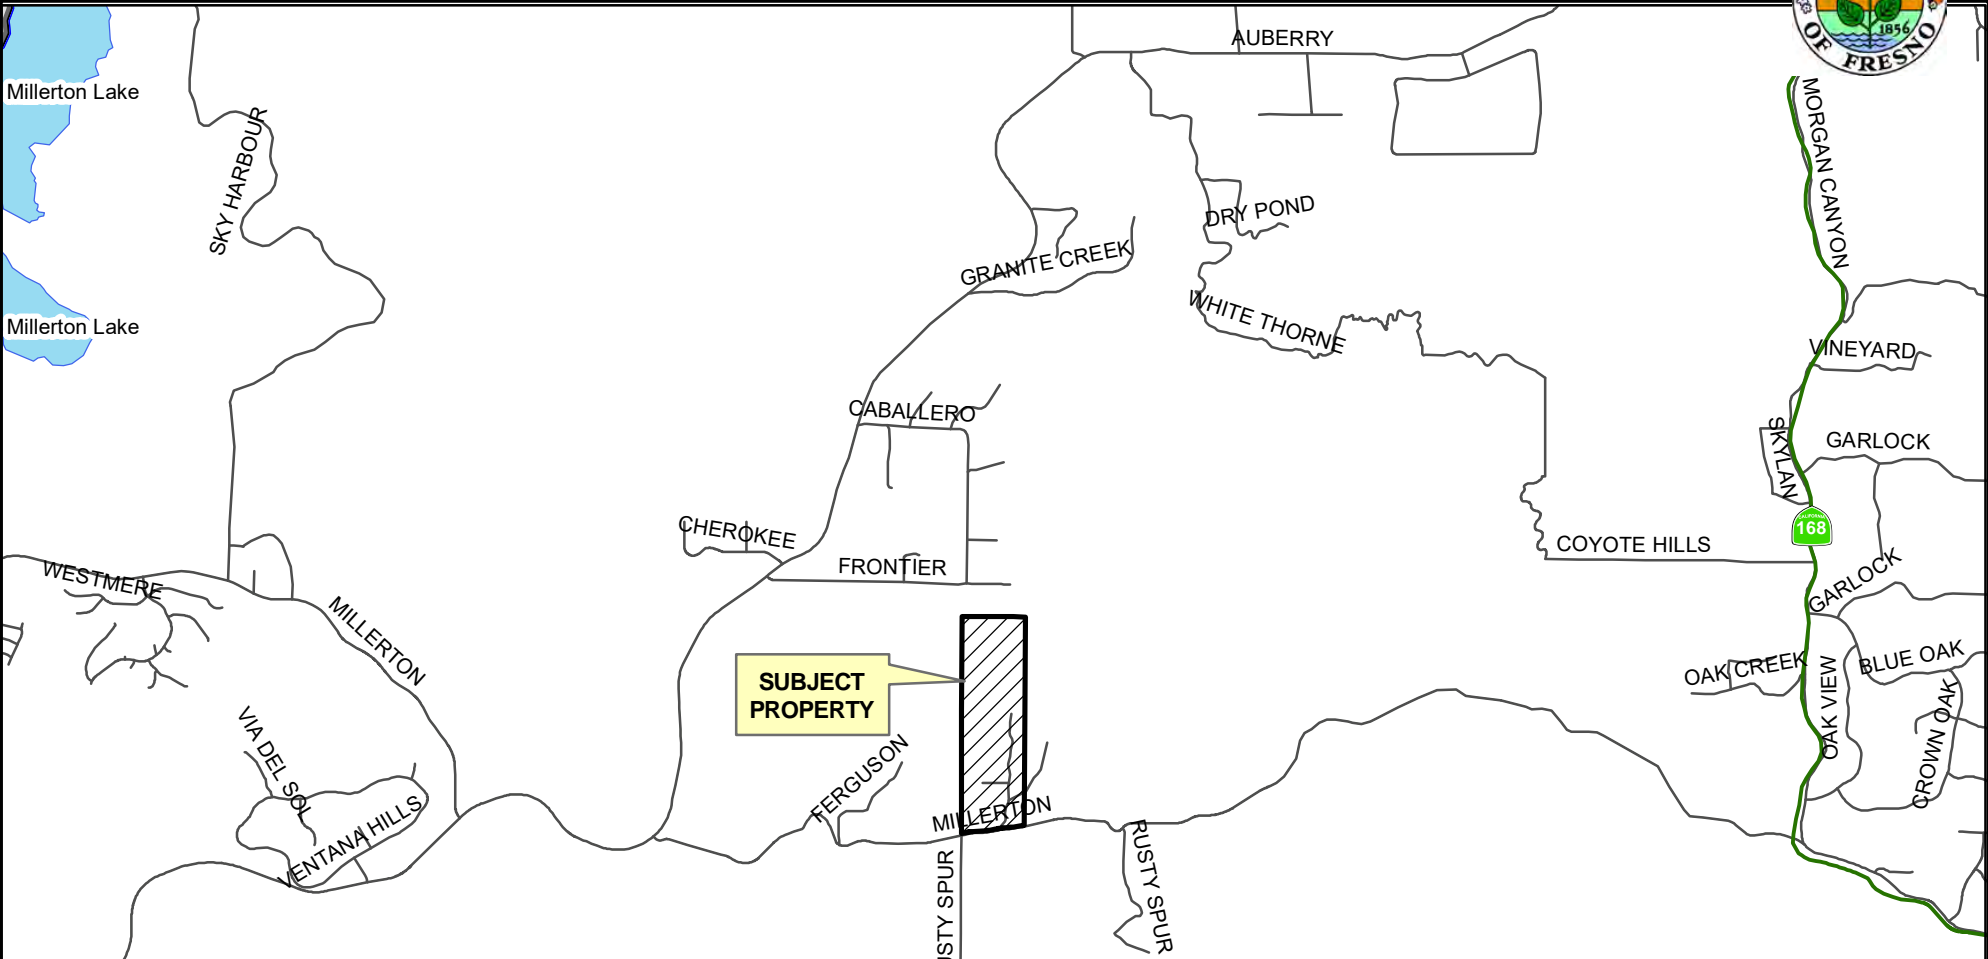 AUBERRY
1856
OF FRESNO
Millerton Lake
MORGAN CANYON
SKY HARBOUR
DRY POND
GRANITE CREEK
WHITE THORNE
Millerton Lake
VINEYARD
CABALLERO
SKYLAN
GARLOCK
CALIFORNIA
168
CHEROKEE
COYOTE HILLS
FRONTIER
WESTMERE
GARLOCK
MILLERTON
BLUE OAK
OAK CREEK
OAK VIEW
CROWN OAK
SUBJECT
PROPERTY
VIA DEL SOL
FERGUSON
VENTANA HILLS
MILLERTON
RUSTY SPUR
USTY SPUR